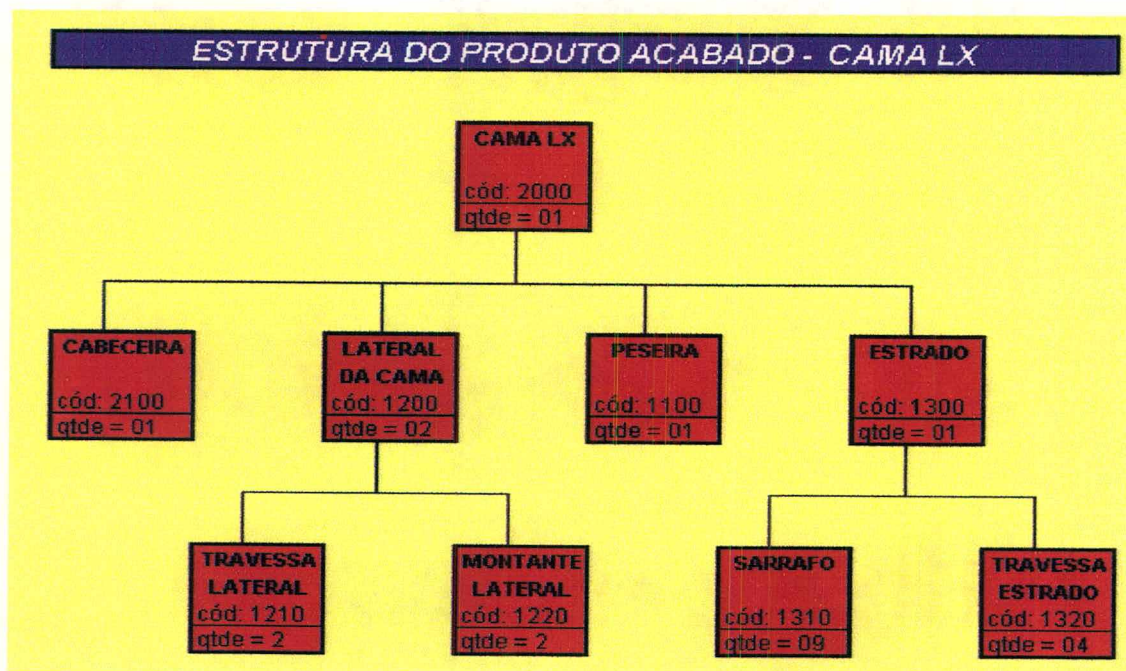 ESTRUTURA DO PRODUTO ACABADO - CAMA LX
CAMA LX
cód: 2000
qtde = 01
CABECEIRA
cód: 2100
qtde = 01
LATERAL
DA CAMA
cód: 1200
qtde = 02
PESEIRA
cód: 1100
qtde = 01
ESTRADO
cód: 1300
qtde = 01
TRAVESSA
LATERAL
cód: 1210
qtde = 2
MONTANTE
LATERAL
cód: 1220
qtde = 2
SARRAFO
cód: 1310
qtde = 09
TRAVESSA
ESTRADO
cód: 1320
qtde = 04